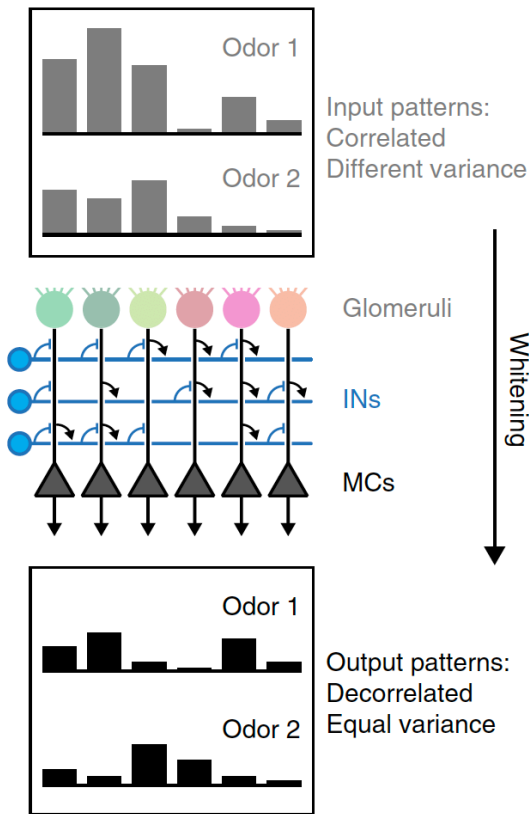 Odor 1
Input patterns:
Correlated
Different variance
Odor 2
Glomeruli
Whitening
INs
MCs
Odor 1
Output patterns:
Decorrelated
Equal variance
Odor 2